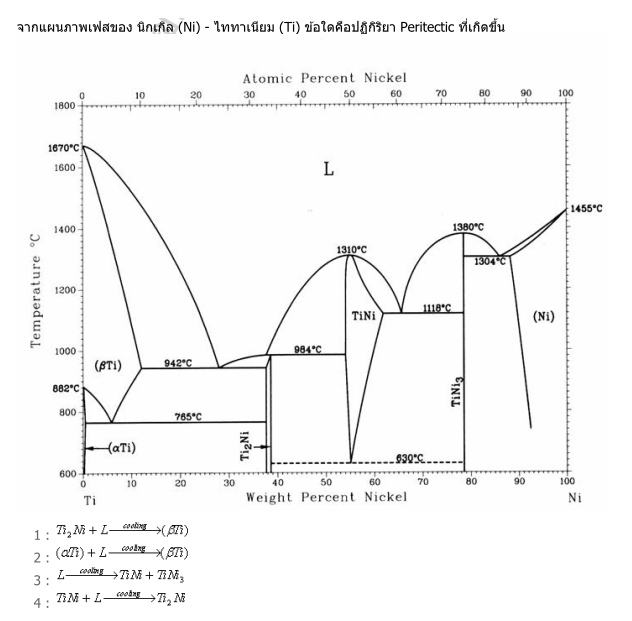 จากแผนภาพเฟสของ นิกเกิล (Ni) - ไททาเนียม (Ti) ข้อใดคือปฏิกิริยา Peritectic ที่เกิดขึ้น
Atomic Percent Nickel
0 10 20 30 40 50 60 70 80 90 100
1800
1670°C
1600
L
1455°C
1400
1380°C
1310°C
1304°C
1200
TiNi
1118°C
(Ni)
Temperature °C
1000
984°C
(βTi)
942°C
882°C
TiNi₃
800
765°C
(αTi)
Ti₂Ni
630°C
600
0 10 20 30 40 50 60 70 80 90 100
Ti Weight Percent Nickel Ni
1 : Ti₂Ni + L —cooling→ (βTi)
2 : (αTi) + L —cooling→ (βTi)
3 : L —cooling→ TiNi + TiNi₃
4 : TiNi + L —cooling→ Ti₂Ni